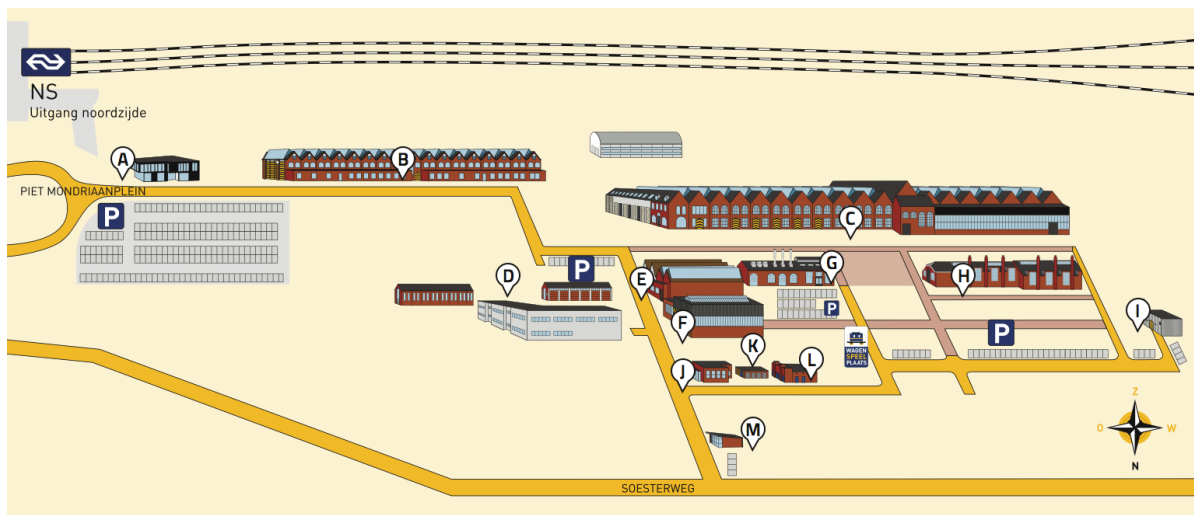 NS
Uitgang noordzijde
A
B
PIET MONDRIAANPLEIN
P
C
D
P
E
G
H
F
P
I
P
WAGEN
SPEEL
PLAATS
J
K
L
M
Z
O
W
N
SOESTERWEG